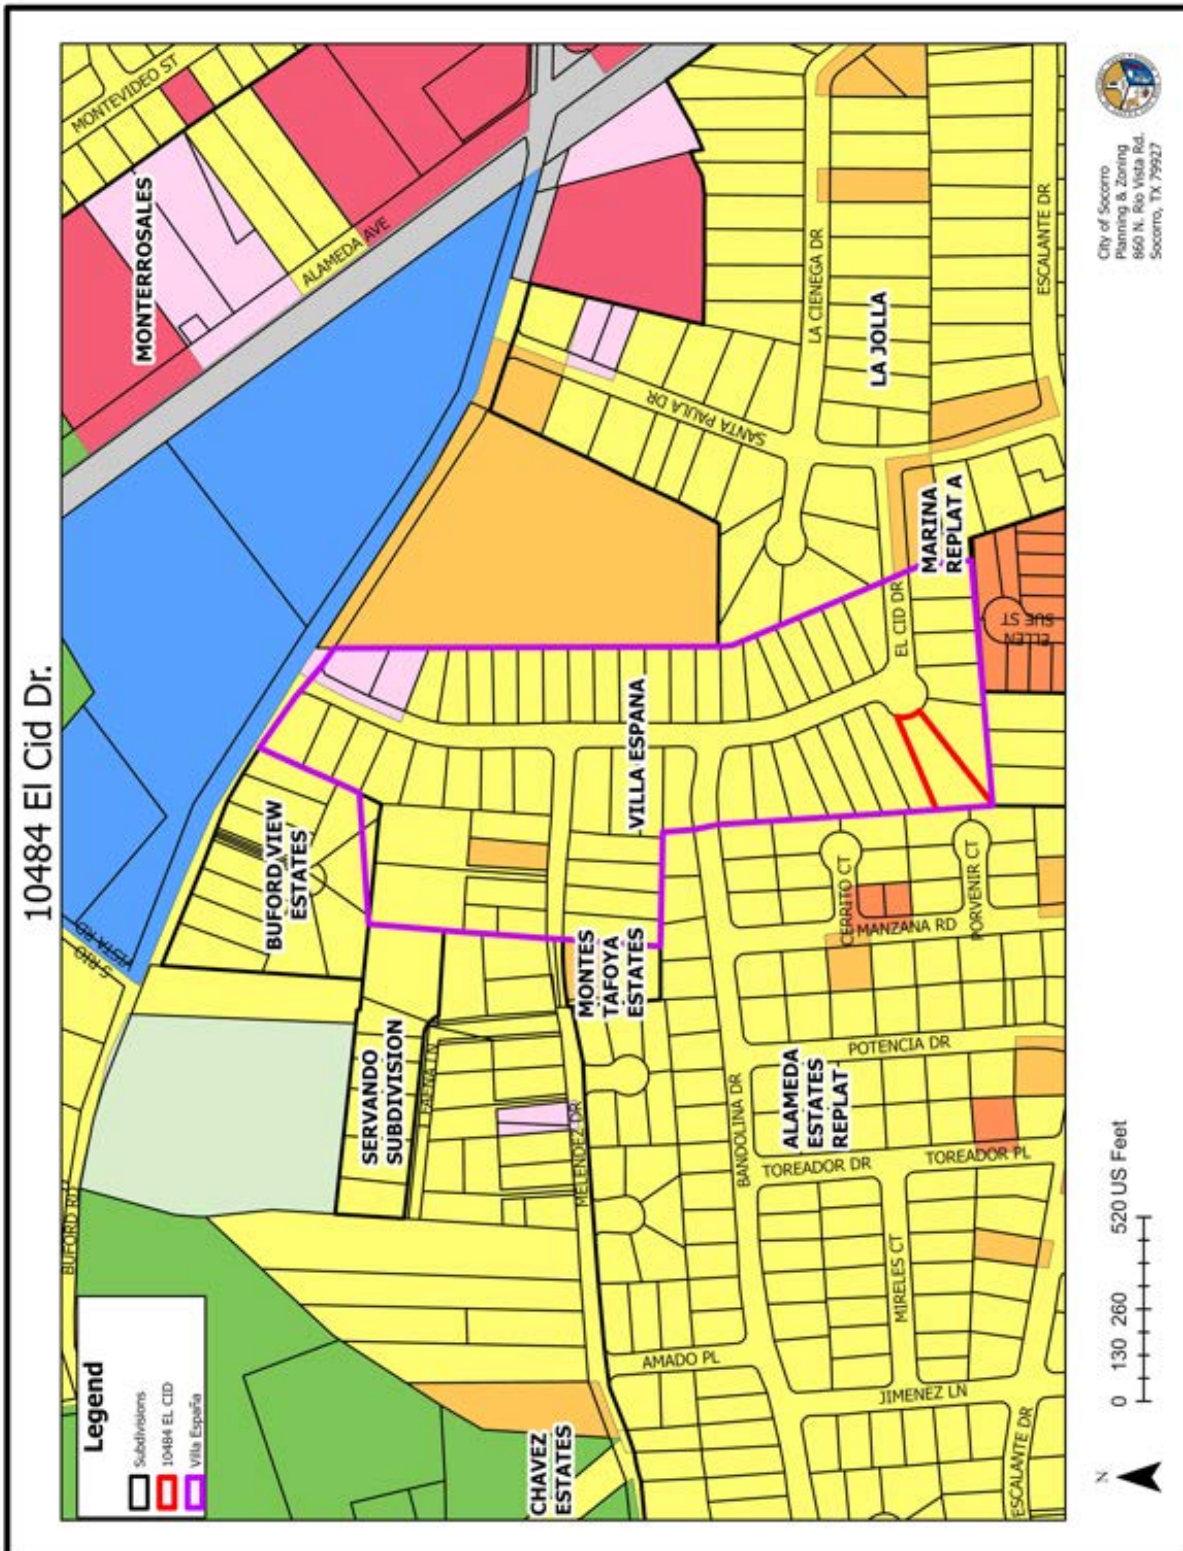 10484 El Cid Dr.
MONTEVIDEO ST
MONTERROSALES
ALAMEDA AVE
S RIO
VISTA RD
BUFORD RD
BUFORD VIEW
ESTATES
SERVANDO
SUBDIVISION
FAENA LN
MELENDEZ DR
MONTES
TAFOYA
ESTATES
VILLA ESPANA
SANTA PAULA DR
LA CIENEGA DR
LA JOLLA
ESCALANTE DR
MARINA
REPLAT A
EL CID DR
ELLEN
SUE ST
CERRITO CT
MANZANA RD
PORVENIR CT
POTENCIA DR
BANDOLINA DR
ALAMEDA
ESTATES
REPLAT
TOREADOR DR
TOREADOR PL
MIRELES CT
AMADO PL
JIMENEZ LN
ESCALANTE DR
CHAVEZ
ESTATES
Legend
Subdivisions
10484 EL CID
Villa España
N
0 130 260 520 US Feet
City of Socorro
Planning & Zoning
860 N. Rio Vista Rd.
Socorro, TX 79927